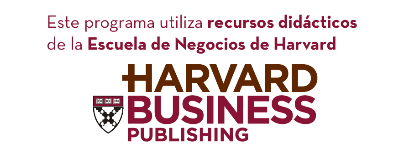 Este programa utiliza recursos didácticos
de la Escuela de Negocios de Harvard
HARVARD
BUSINESS
PUBLISHING